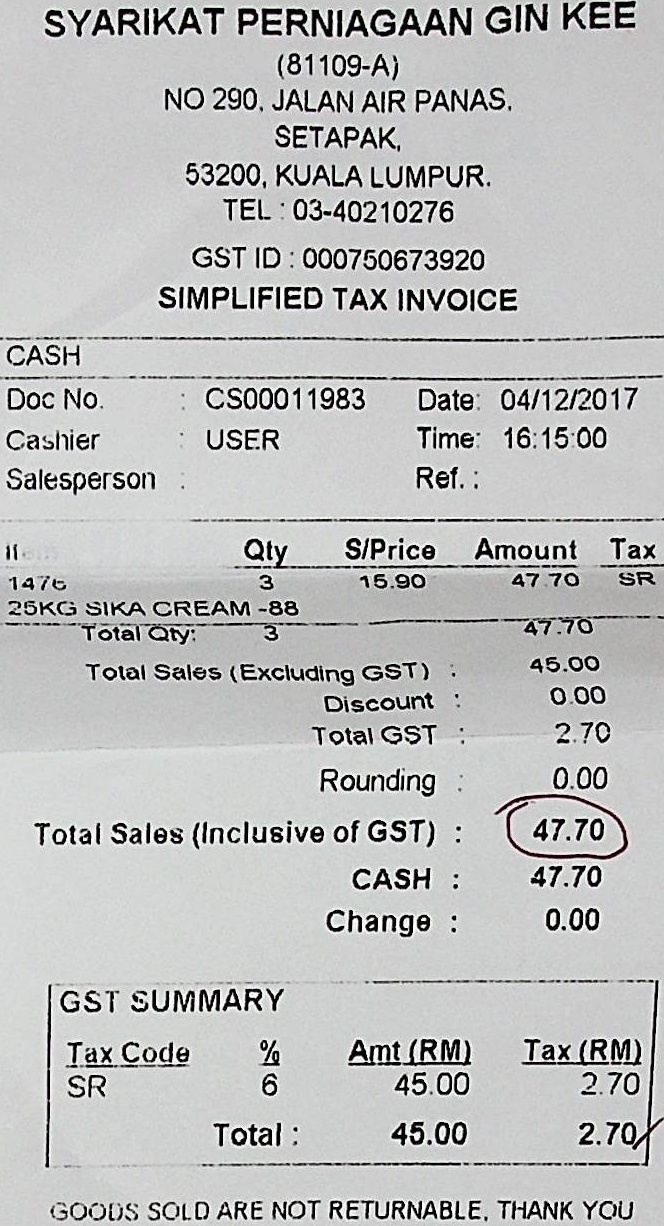 SYARIKAT PERNIAGAAN GIN KEE
(81109-A)
NO 290, JALAN AIR PANAS,
SETAPAK,
53200, KUALA LUMPUR.
TEL : 03-40210276
GST ID : 000750673920
SIMPLIFIED TAX INVOICE
CASH
Doc No. : CS00011983 Date: 04/12/2017
Cashier : USER Time: 16:15:00
Salesperson : Ref. :
Item Qty S/Price Amount Tax
1476 3 15.90 47.70 SR
25KG SIKA CREAM -88
Total Qty: 3 47.70
Total Sales (Excluding GST) : 45.00
Discount : 0.00
Total GST : 2.70
Rounding : 0.00
Total Sales (Inclusive of GST) : 47.70
CASH : 47.70
Change : 0.00
GST SUMMARY
Tax Code % Amt (RM) Tax (RM)
SR 6 45.00 2.70
Total : 45.00 2.70
GOODS SOLD ARE NOT RETURNABLE, THANK YOU